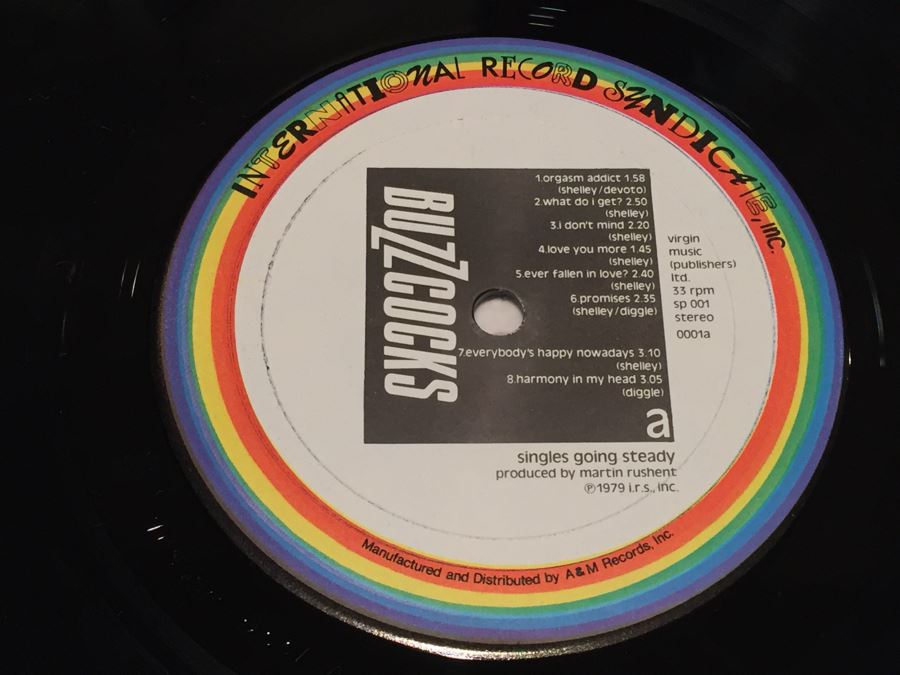 INTERNATIONAL RECORD SYNDICATE, INC.
BUZZCOCKS
1.orgasm addict 1.58
(shelley/devoto)
2.what do i get? 2.50
(shelley)
3.i don't mind 2.20
(shelley)
4.love you more 1.45
(shelley)
5.ever fallen in love? 2.40
(shelley)
6.promises 2.35
(shelley/diggle)
7.everybody's happy nowadays 3.10
(shelley)
8.harmony in my head 3.05
(diggle)
a
virgin
music
(publishers)
ltd.
33 rpm
sp 001
stereo
0001a
singles going steady
produced by martin rushent
℗1979 i.r.s., inc.
Manufactured and Distributed by A & M Records, Inc.